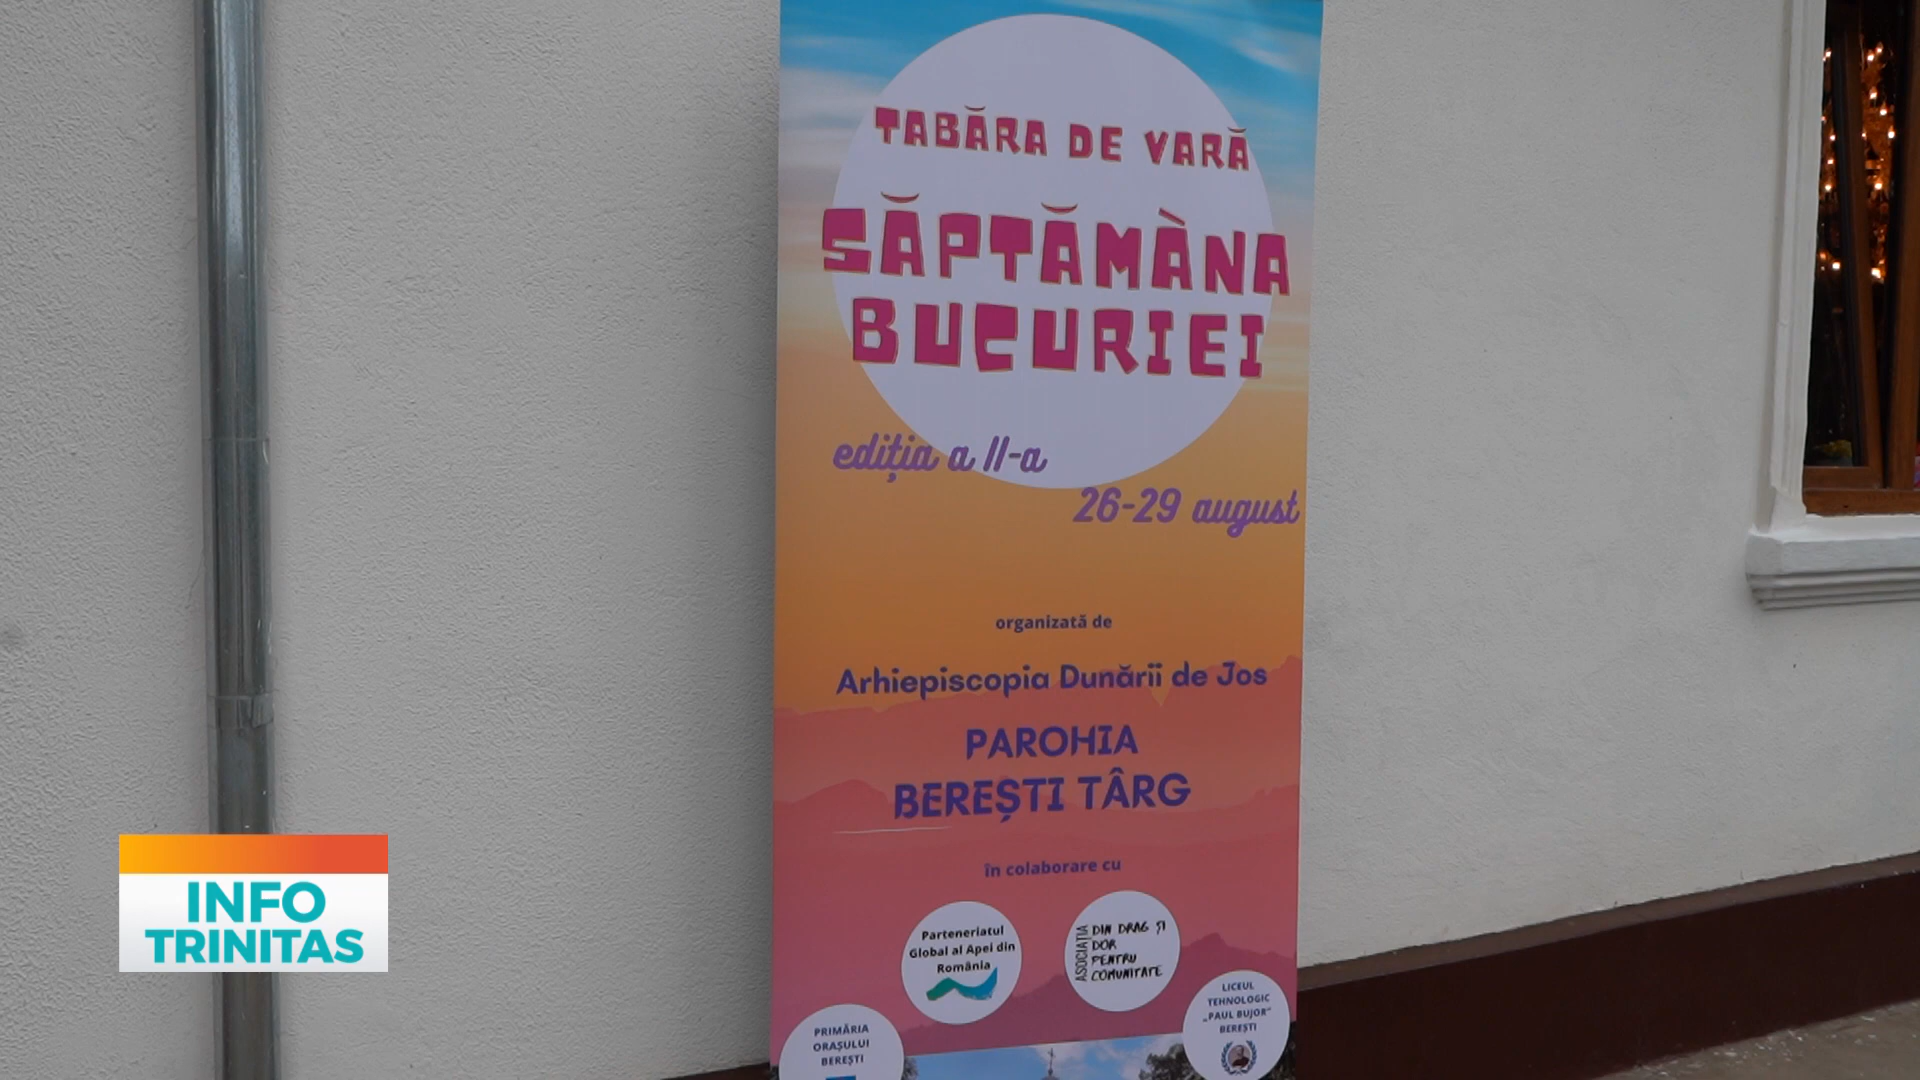 TABĂRA DE VARĂ
SĂPTĂMÀNA
BUCURIEI
ediția a II-a
26-29 august
organizată de
Arhiepiscopia Dunării de Jos
PAROHIA
BEREȘTI TÂRG
în colaborare cu
Parteneriatul
Global al Apei din
România
ASOCIAȚIA
DIN DRAG ȘI
DOR
PENTRU
COMUNITATE
PRIMĂRIA
ORAȘULUI
BEREȘTI
LICEUL
TEHNOLOGIC
„PAUL BUJOR”
BEREȘTI
INFO
TRINITAS